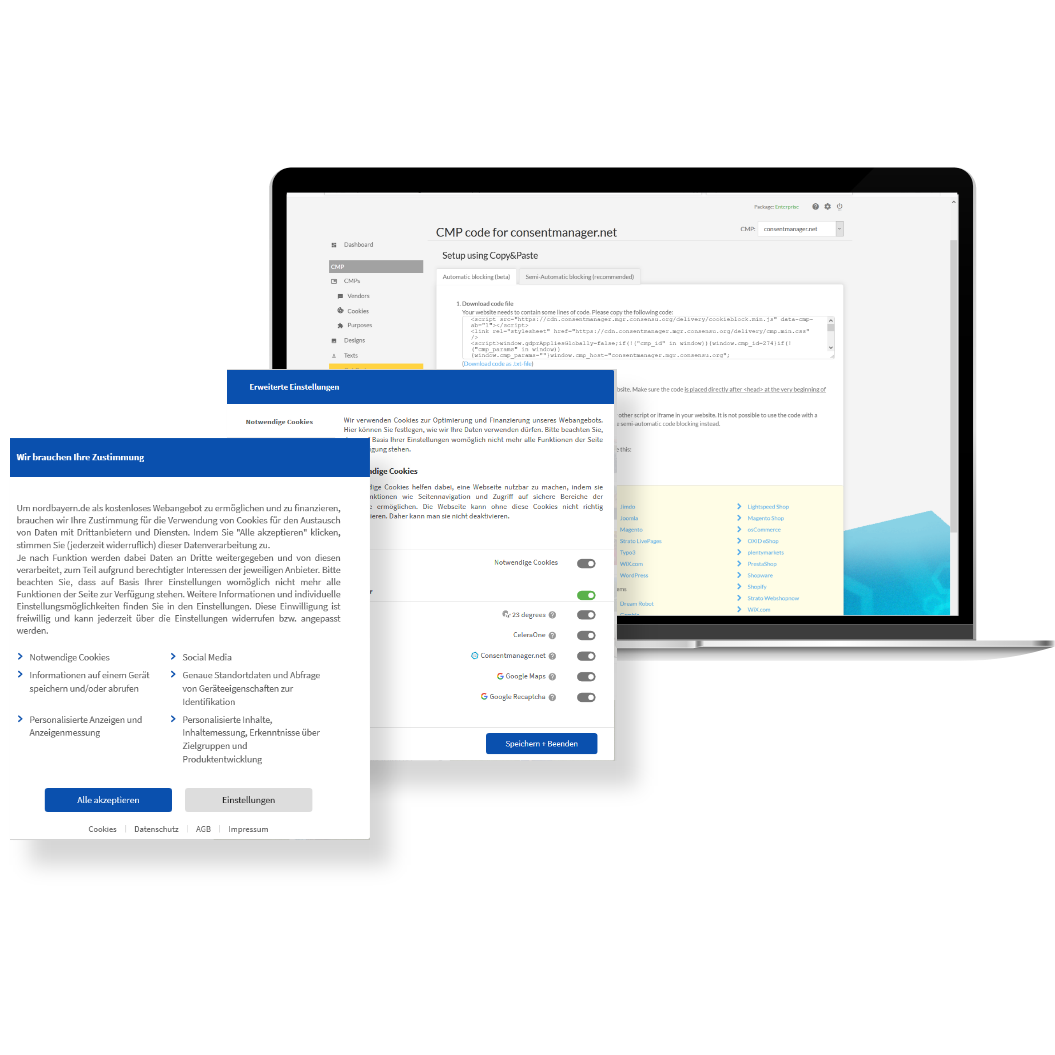 Package: Enterprise
CMP code for consentmanager.net
CMP: consentmanager.net
Dashboard
Setup using Copy&Paste
CMP
Automatic blocking (beta)
Semi-Automatic blocking (recommended)
CMPs
Vendors
Cookies
Purposes
Designs
Texts
1. Download code file
Your website needs to contain some lines of code. Please copy the following code:
<script src="https://cdn.consentmanager.mgr.consensu.org/delivery/cookieblock.min.js" data-cmp-
ab="1"></script>
<link rel="stylesheet" href="https://cdn.consentmanager.mgr.consensu.org/delivery/cmp.min.css"
/>
<script>window.gdprAppliesGlobally=false;if(!("cmp_id" in window)){window.cmp_id=274}if(!
("cmp_params" in window))
{window.cmp_params=""}window.cmp_host="consentmanager.mgr.consensu.org";
[Download code as .txt-file]
bsite. Make sure the code is placed directly after <head> at the very beginning of
other script or iframe in your website. It is not possible to use the code with a
e semi-automatic code blocking instead.
e this:
Jimdo
Joomla
Magento
Strato LivePages
Typo3
WiX.com
WordPress
Dream Robot
Lightspeed Shop
Magento Shop
osCommerce
OXID eShop
plentymarkets
PrestaShop
Shopware
Shopify
Strato Webshopnow
WiX.com
Erweiterte Einstellungen
Notwendige Cookies
Wir verwenden Cookies zur Optimierung und Finanzierung unseres Webangebots.
Hier können Sie festlegen, wie wir Ihre Daten verwenden dürfen. Bitte beachten Sie,
Basis Ihrer Einstellungen womöglich nicht mehr alle Funktionen der Seite
gung stehen.
dige Cookies
dige Cookies helfen dabei, eine Webseite nutzbar zu machen, indem sie
nktionen wie Seitennavigation und Zugriff auf sichere Bereiche der
e ermöglichen. Die Webseite kann ohne diese Cookies nicht richtig
ieren. Daher kann man sie nicht deaktivieren.
Notwendige Cookies
r
23 degrees
CeleraOne
Consentmanager.net
Google Maps
Google Recaptcha
Speichern + Beenden
Wir brauchen Ihre Zustimmung
Um nordbayern.de als kostenloses Webangebot zu ermöglichen und zu finanzieren,
brauchen wir Ihre Zustimmung für die Verwendung von Cookies für den Austausch
von Daten mit Drittanbietern und Diensten. Indem Sie "Alle akzeptieren" klicken,
stimmen Sie (jederzeit widerruflich) dieser Datenverarbeitung zu.
Je nach Funktion werden dabei Daten an Dritte weitergegeben und von diesen
verarbeitet, zum Teil aufgrund berechtigter Interessen der jeweiligen Anbieter. Bitte
beachten Sie, dass auf Basis Ihrer Einstellungen womöglich nicht mehr alle
Funktionen der Seite zur Verfügung stehen. Weitere Informationen und individuelle
Einstellungsmöglichkeiten finden Sie in den Einstellungen. Diese Einwilligung ist
freiwillig und kann jederzeit über die Einstellungen widerrufen bzw. angepasst
werden.
Notwendige Cookies
Social Media
Informationen auf einem Gerät
speichern und/oder abrufen
Genaue Standortdaten und Abfrage
von Geräteeigenschaften zur
Identifikation
Personalisierte Anzeigen und
Anzeigenmessung
Personalisierte Inhalte,
Inhaltemessung, Erkenntnisse über
Zielgruppen und
Produktentwicklung
Alle akzeptieren
Einstellungen
Cookies | Datenschutz | AGB | Impressum